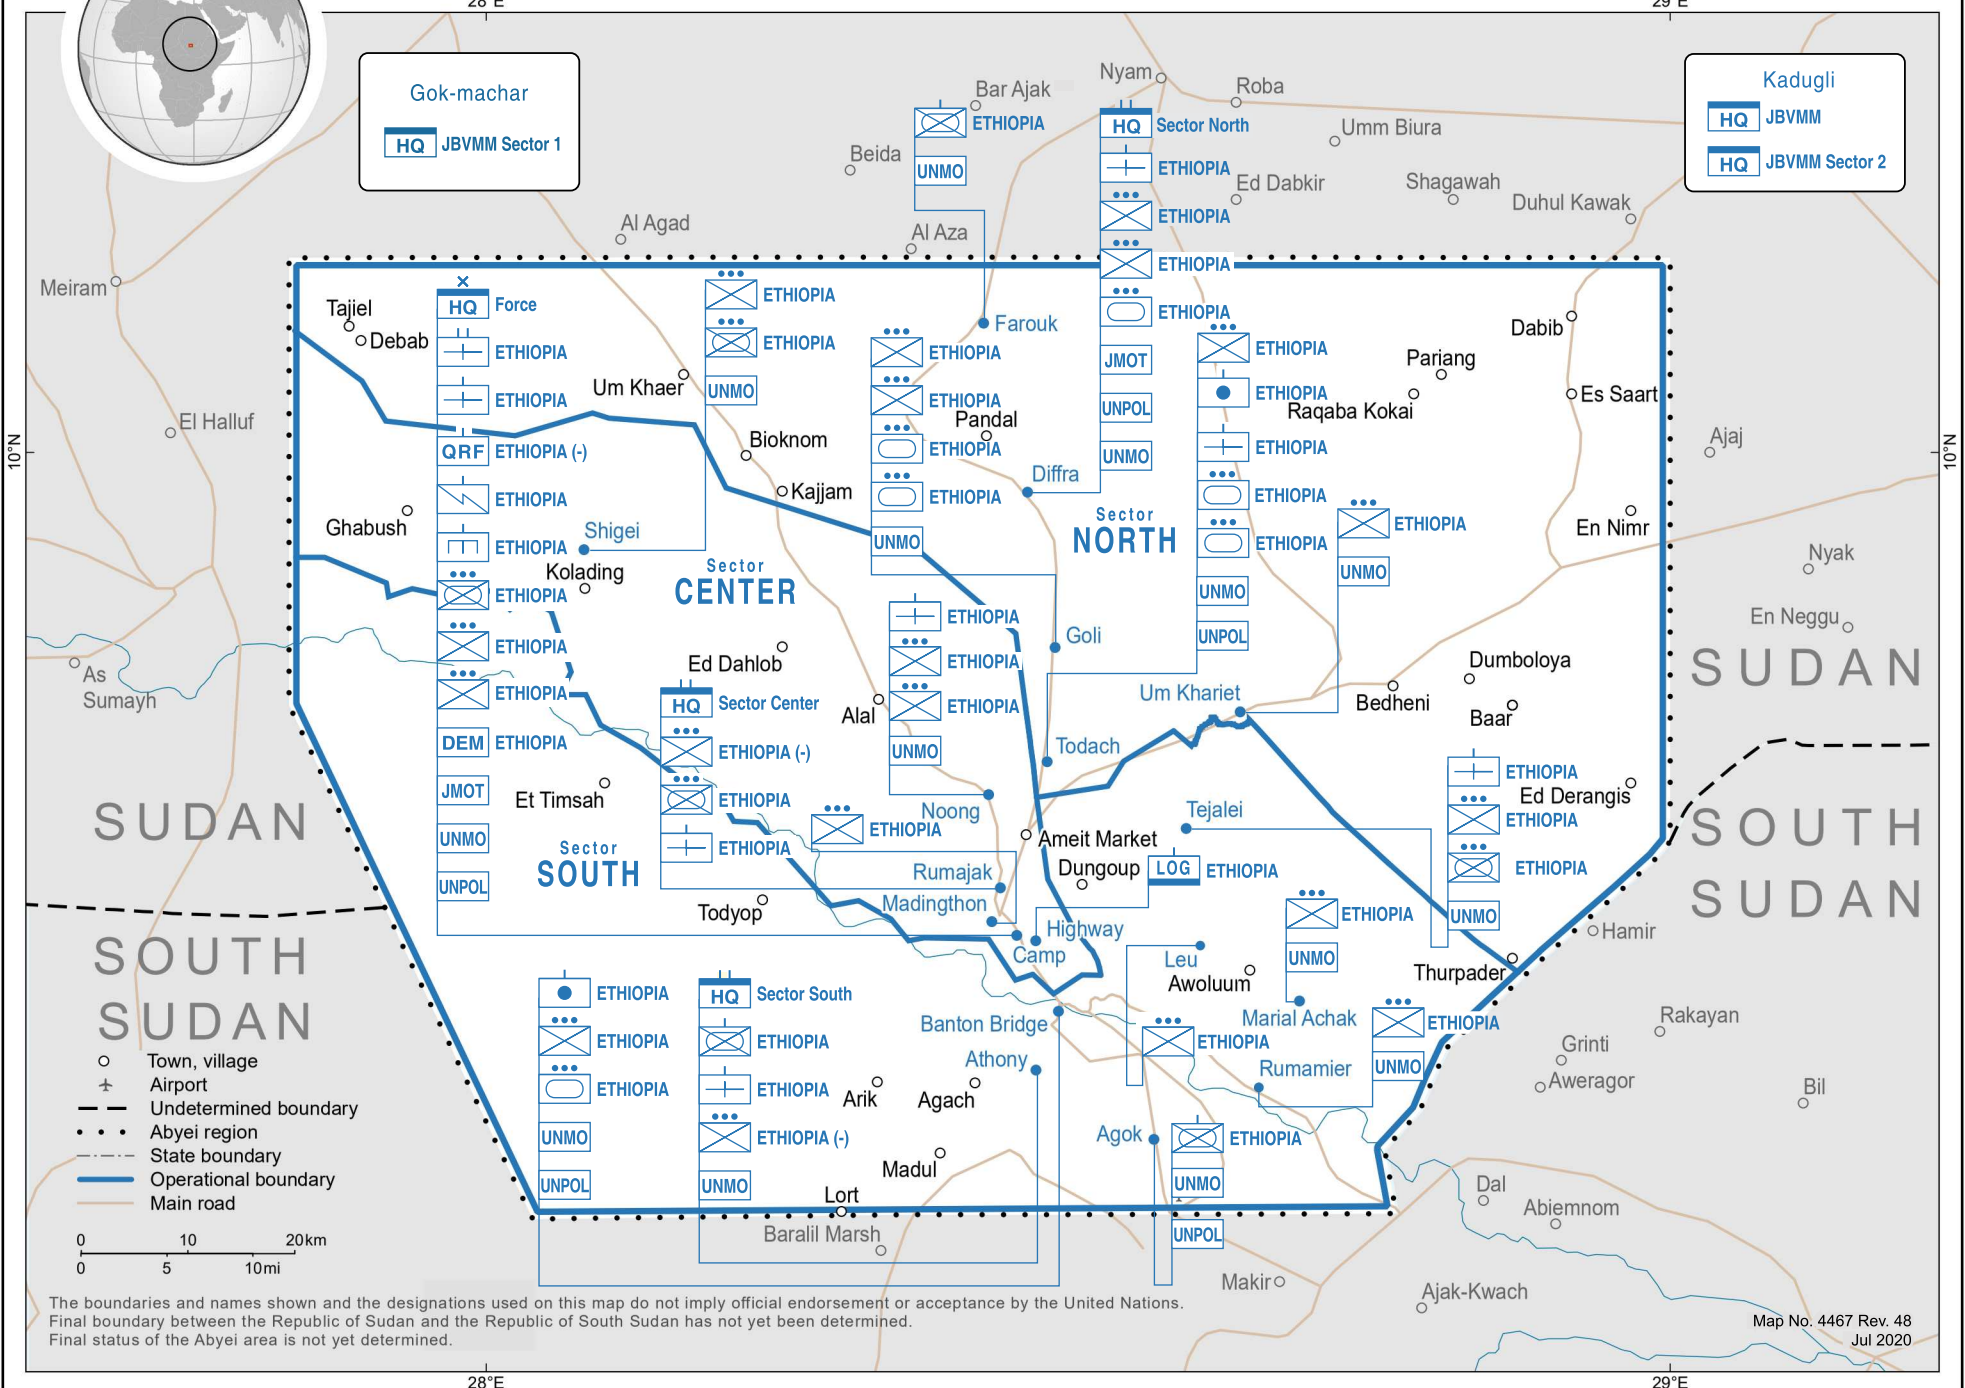 28°E
29°E
Gok-machar
HQ JBVMM Sector 1
Kadugli
HQ JBVMM
HQ JBVMM Sector 2
Nyam
Roba
Bar Ajak
ETHIOPIA
UNMO
HQ Sector North
ETHIOPIA
ETHIOPIA
ETHIOPIA
ETHIOPIA
JMOT
UNPOL
UNMO
Umm Biura
Beida
Ed Dabkir
Shagawah
Duhul Kawak
Al Agad
Al Aza
Meiram
Tajiel
Debab
HQ Force
ETHIOPIA
ETHIOPIA
QRF ETHIOPIA (-)
ETHIOPIA
ETHIOPIA
ETHIOPIA
ETHIOPIA
ETHIOPIA
DEM ETHIOPIA
JMOT
UNMO
UNPOL
ETHIOPIA
ETHIOPIA
UNMO
Um Khaer
Farouk
ETHIOPIA
ETHIOPIA
ETHIOPIA
ETHIOPIA
UNMO
Pandal
ETHIOPIA
ETHIOPIA
ETHIOPIA
ETHIOPIA
ETHIOPIA
UNMO
UNPOL
Dabib
Pariang
Raqaba Kokai
Es Saart
El Halluf
Ajaj
10°N
10°N
Bioknom
Kajjam
Diffra
Sector
NORTH
ETHIOPIA
UNMO
En Nimr
Ghabush
Shigei
Kolading
Sector
CENTER
Nyak
En Neggu
ETHIOPIA
ETHIOPIA
ETHIOPIA
UNMO
Goli
As
Sumayh
Ed Dahlob
HQ Sector Center
ETHIOPIA (-)
ETHIOPIA
ETHIOPIA
Alal
Um Khariet
Dumboloya
Bedheni
Baar
SUDAN
Todach
Et Timsah
Noong
ETHIOPIA
Tejalei
ETHIOPIA
Ed Derangis
ETHIOPIA
ETHIOPIA
UNMO
SUDAN
SOUTH
SUDAN
Sector
SOUTH
Ameit Market
Dungoup
LOG ETHIOPIA
Rumajak
Madingthon
Todyop
Highway
Camp
ETHIOPIA
UNMO
Leu
Awoluum
Marial Achak
Thurpader
Hamir
SOUTH
SUDAN
ETHIOPIA
ETHIOPIA
ETHIOPIA
UNMO
UNPOL
HQ Sector South
ETHIOPIA
ETHIOPIA
ETHIOPIA (-)
UNMO
Banton Bridge
Athony
ETHIOPIA
ETHIOPIA
UNMO
Rumamier
Rakayan
Grinti
Aweragor
Bil
Arik
Agach
Agok
ETHIOPIA
UNMO
UNPOL
Madul
Lort
Baralil Marsh
Dal
Abiemnom
Makir
Ajak-Kwach
Town, village
Airport
Undetermined boundary
Abyei region
State boundary
Operational boundary
Main road
0 10 20km
0 5 10mi
The boundaries and names shown and the designations used on this map do not imply official endorsement or acceptance by the United Nations.
Final boundary between the Republic of Sudan and the Republic of South Sudan has not yet been determined.
Final status of the Abyei area is not yet determined.
Map No. 4467 Rev. 48
Jul 2020
28°E
29°E